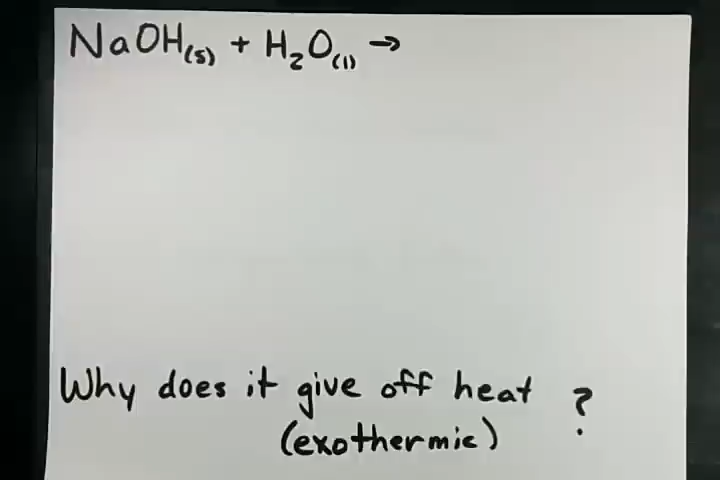 NaOH(s) + H₂O(l) →
Why does it give off heat ?
(exothermic)